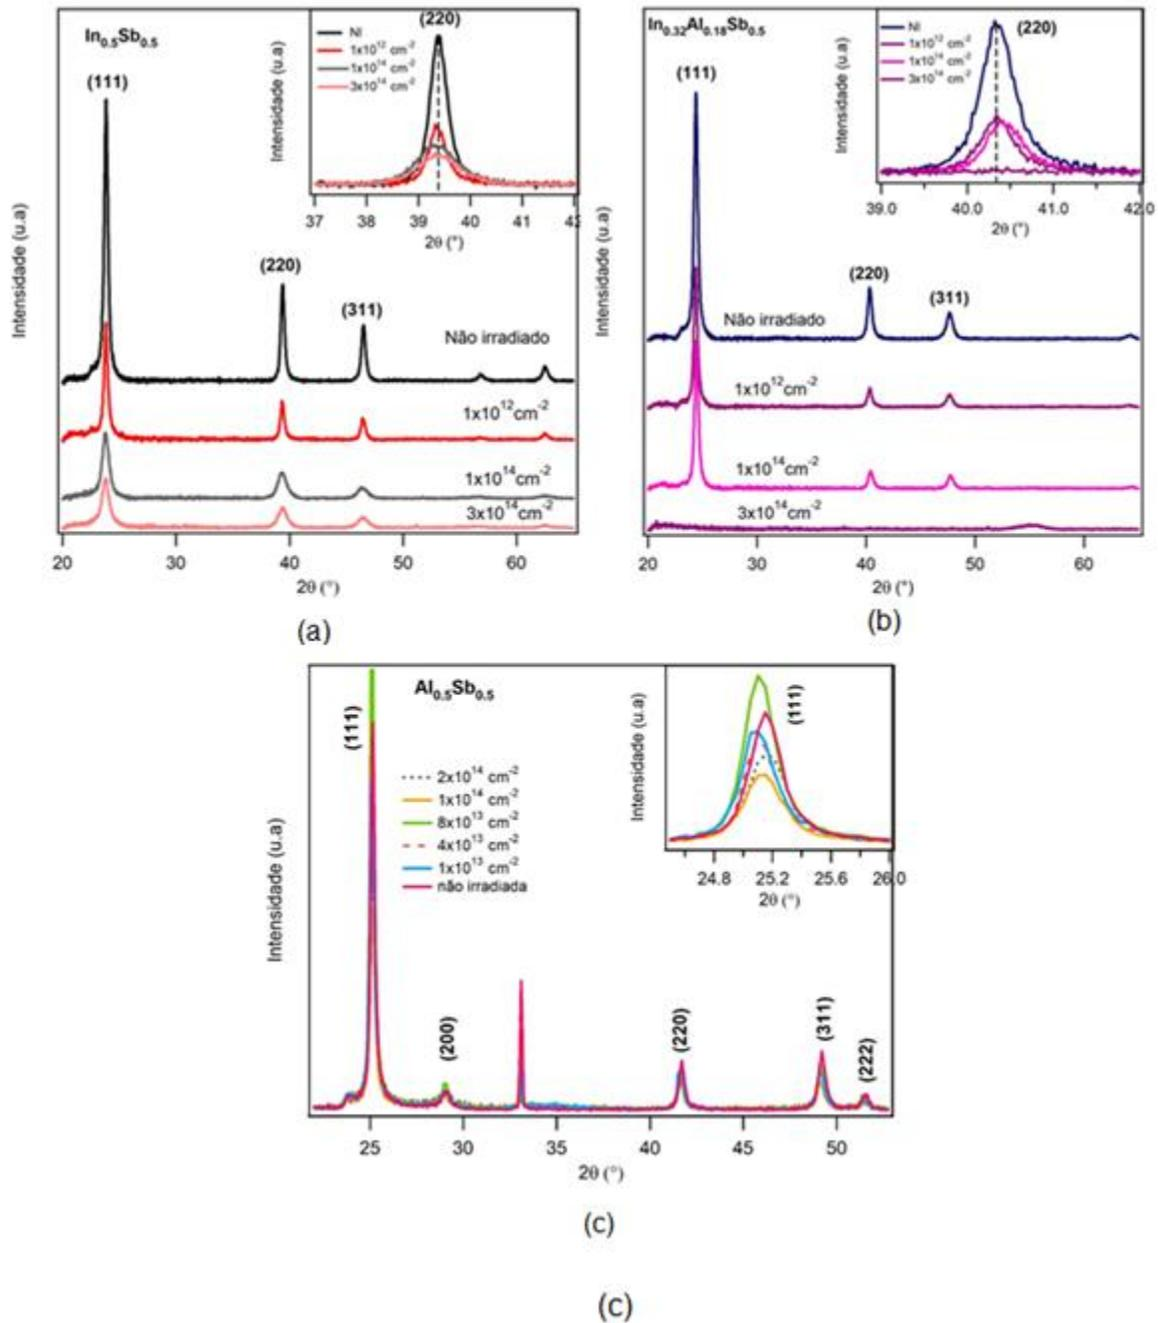 In0.5Sb0.5
(111)
(220)
(311)
Não irradiado
1x10^12cm^-2
1x10^14cm^-2
3x10^14cm^-2
Intensidade (u.a)
20 30 40 50 60
2θ (°)
(220)
NI
1x10^12 cm^-2
1x10^14 cm^-2
3x10^14 cm^-2
Intensidade (u.a)
37 38 39 40 41 42
2θ (°)
(a)
In0.32Al0.18Sb0.5
(111)
(220)
(311)
Não irradiado
1x10^12cm^-2
1x10^14cm^-2
3x10^14cm^-2
Intensidade (u.a)
20 30 40 50 60
2θ (°)
(220)
NI
1x10^12 cm^-2
1x10^14 cm^-2
3x10^14 cm^-2
Intensidade (u.a)
39.0 40.0 41.0 42.0
2θ (°)
(b)
Al0.5Sb0.5
(111)
2x10^14 cm^-2
1x10^14 cm^-2
8x10^13 cm^-2
4x10^13 cm^-2
1x10^13 cm^-2
não irradiada
(200)
(220)
(311)
(222)
Intensidade (u.a)
25 30 35 40 45 50
2θ (°)
(111)
Intensidade (u.a)
24.8 25.2 25.6 26.0
2θ (°)
(c)
(c)